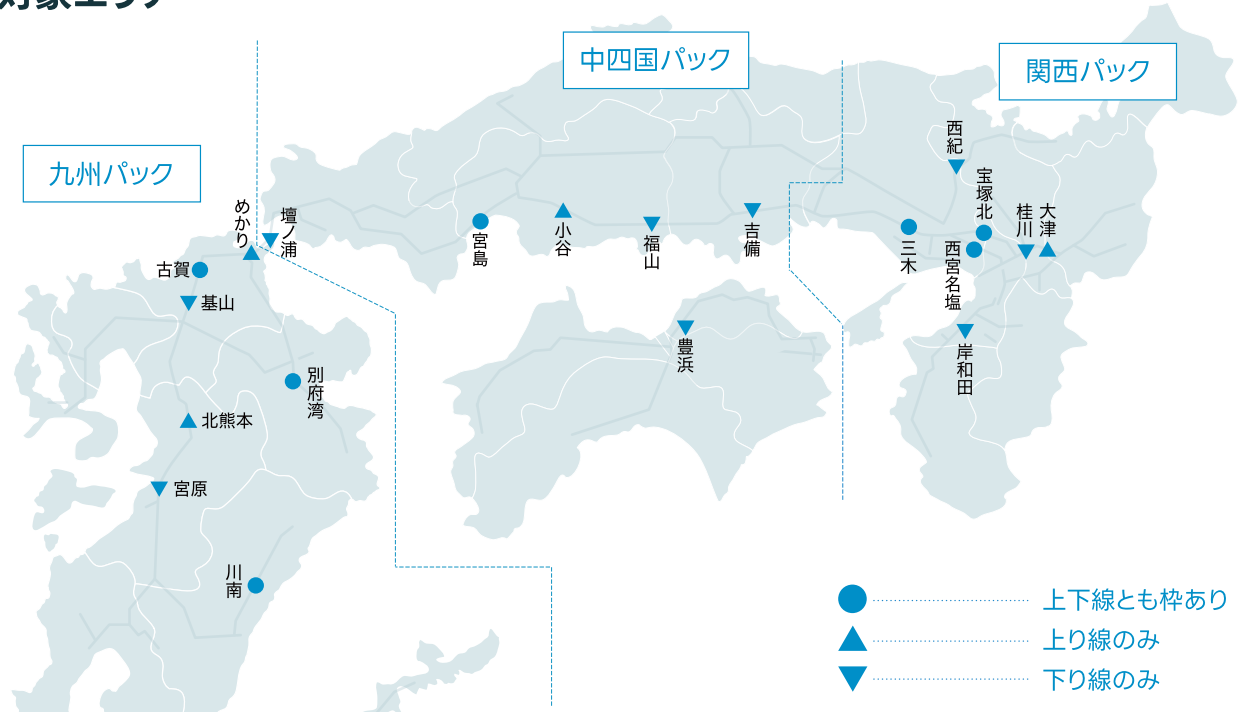 対象エリア
中四国パック
関西パック
九州パック
めかり
壇ノ浦
古賀
基山
別府湾
北熊本
宮原
川南
宮島
小谷
福山
吉備
豊浜
西紀
宝塚北
三木
西宮名塩
桂川
大津
岸和田
上下線とも枠あり
上り線のみ
下り線のみ